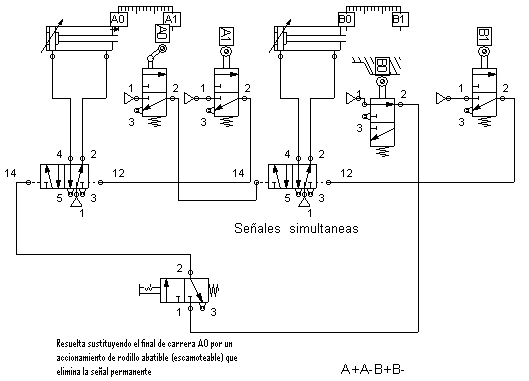 A0 A1 B0 B1
A0 A1 B0 B1
1 2 1 2 1 2 1 2
3 3 3 3
4 2 4 2
14 12 14 12
5 3 5 3
1 1
Señales simultaneas
2
1 3
Resuelta sustituyendo el final de carrera A0 por un
accionamiento de rodillo abatible (escamoteable) que
elimina la señal permanente
A+A-B+B-